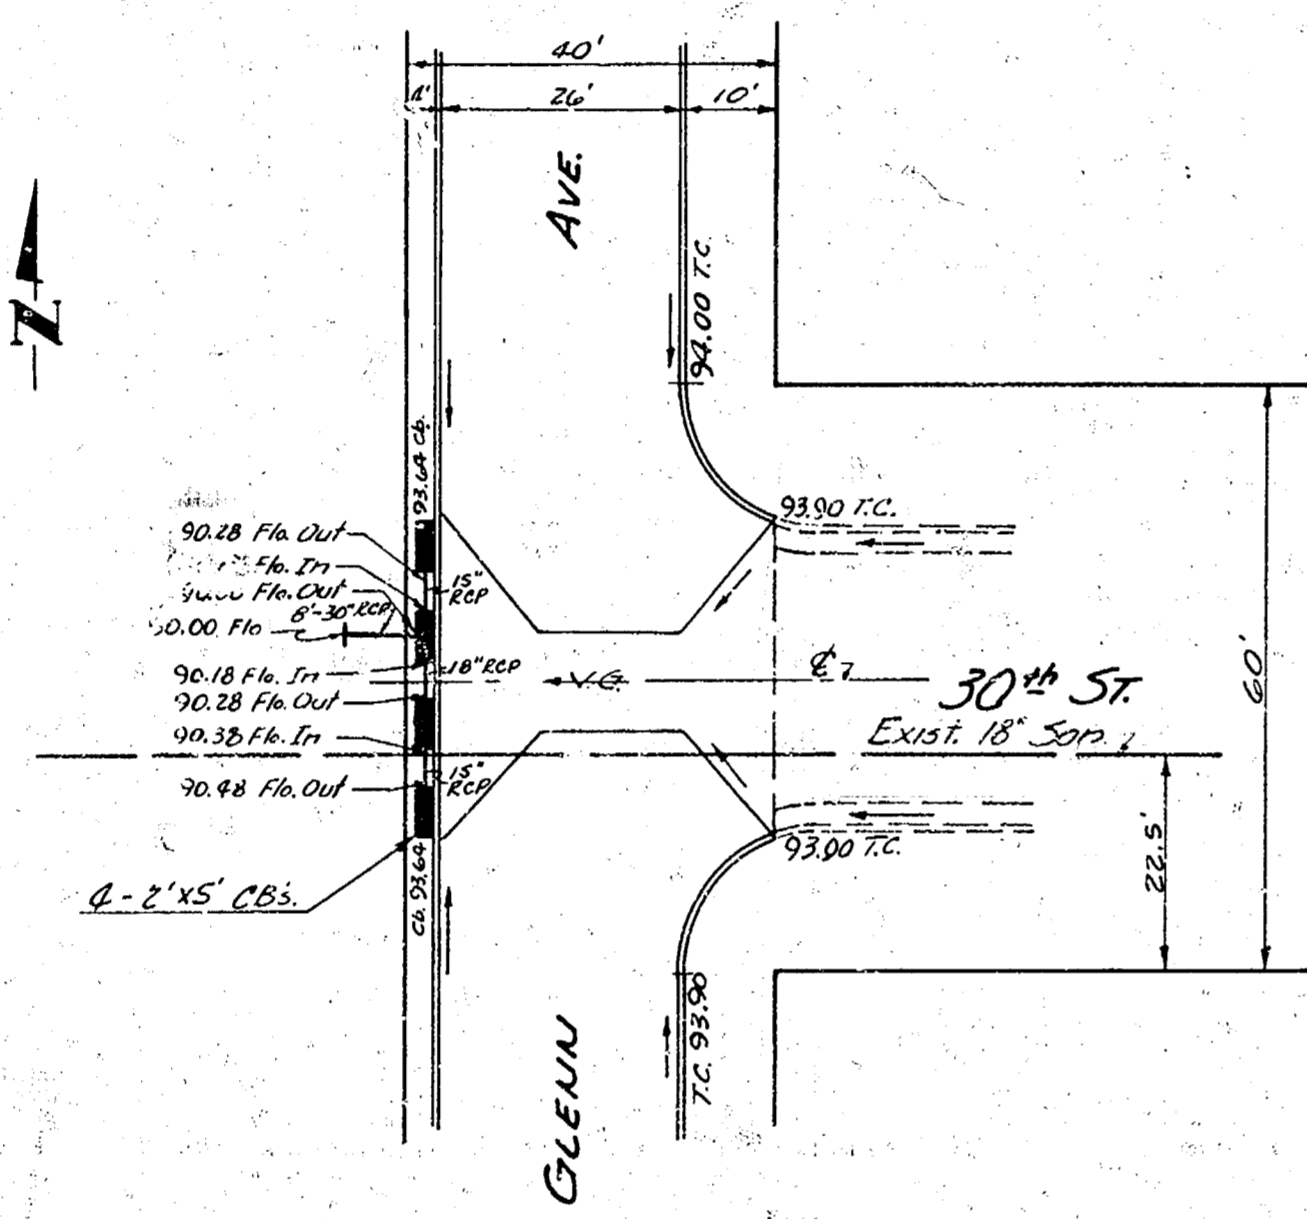 40'
4' 26' 10'
AVE.
N
94.00 T.C.
93.64 Cb.
93.90 T.C.
90.28 Flo. Out
Flo. In
Flo. Out
15" RCP
8'-30" RCP
Flo
90.18 Flo. In
18" RCP
V.G.
30th ST.
60'
90.28 Flo. Out
Exist. 18" San.
90.38 Flo. In
90.48 Flo. Out
15" RCP
93.90 T.C.
22.5'
4 - 2'x5' CB's.
Cb. 93.64
T.C. 93.90
GLENN